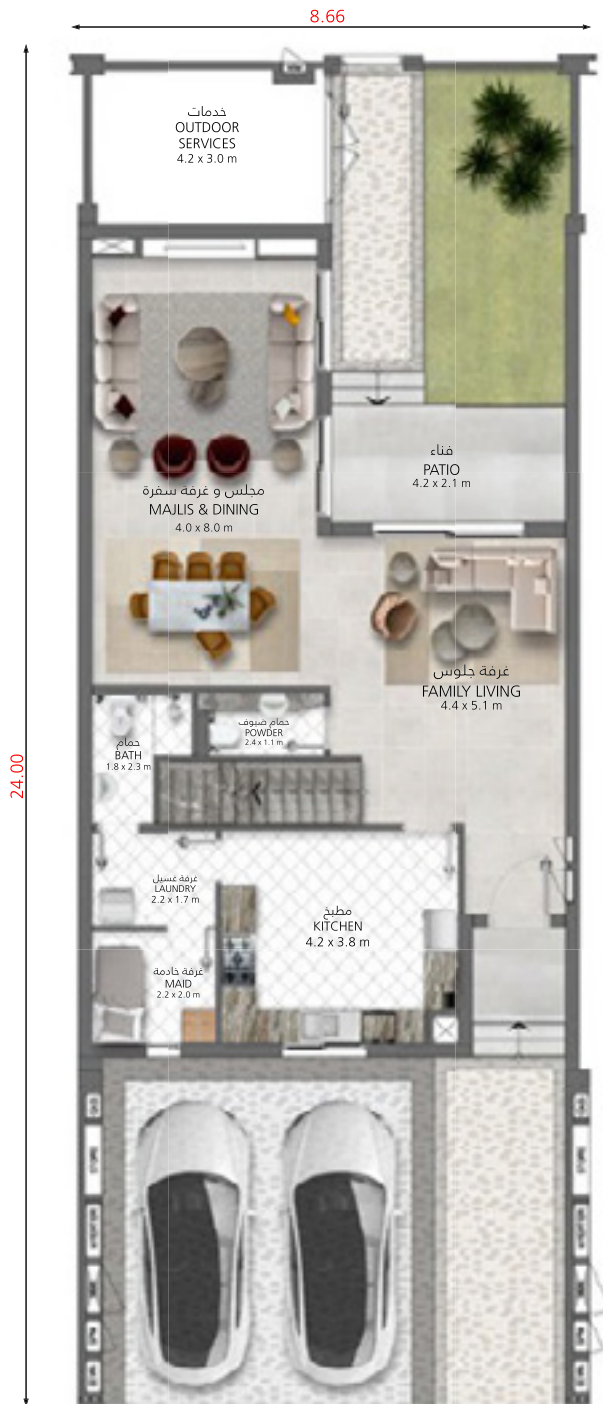 8.66
24.00
خدمات
OUTDOOR
SERVICES
4.2 x 3.0 m
فناء
PATIO
4.2 x 2.1 m
مجلس و غرفة سفرة
MAJLIS & DINING
4.0 x 8.0 m
غرفة جلوس
FAMILY LIVING
4.4 x 5.1 m
حمام ضيوف
POWDER
2.4 x 1.1 m
حمام
BATH
1.8 x 2.3 m
غرفة غسيل
LAUNDRY
2.2 x 1.7 m
مطبخ
KITCHEN
4.2 x 3.8 m
غرفة خادمة
MAID
2.2 x 2.0 m